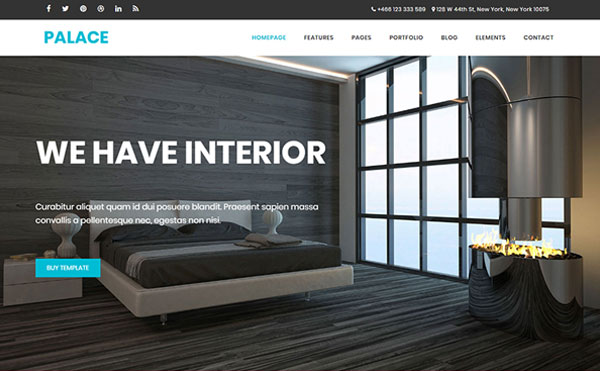 +466 123 333 589 128 W 44th St, New York, New York 10075
PALACE
HOMEPAGE FEATURES PAGES PORTFOLIO BLOG ELEMENTS CONTACT
WE HAVE INTERIOR
Curabitur aliquet quam id dui posuere blandit. Praesent sapien massa
convallis a pellentesque nec, egestas non nisi.
BUY TEMPLATE